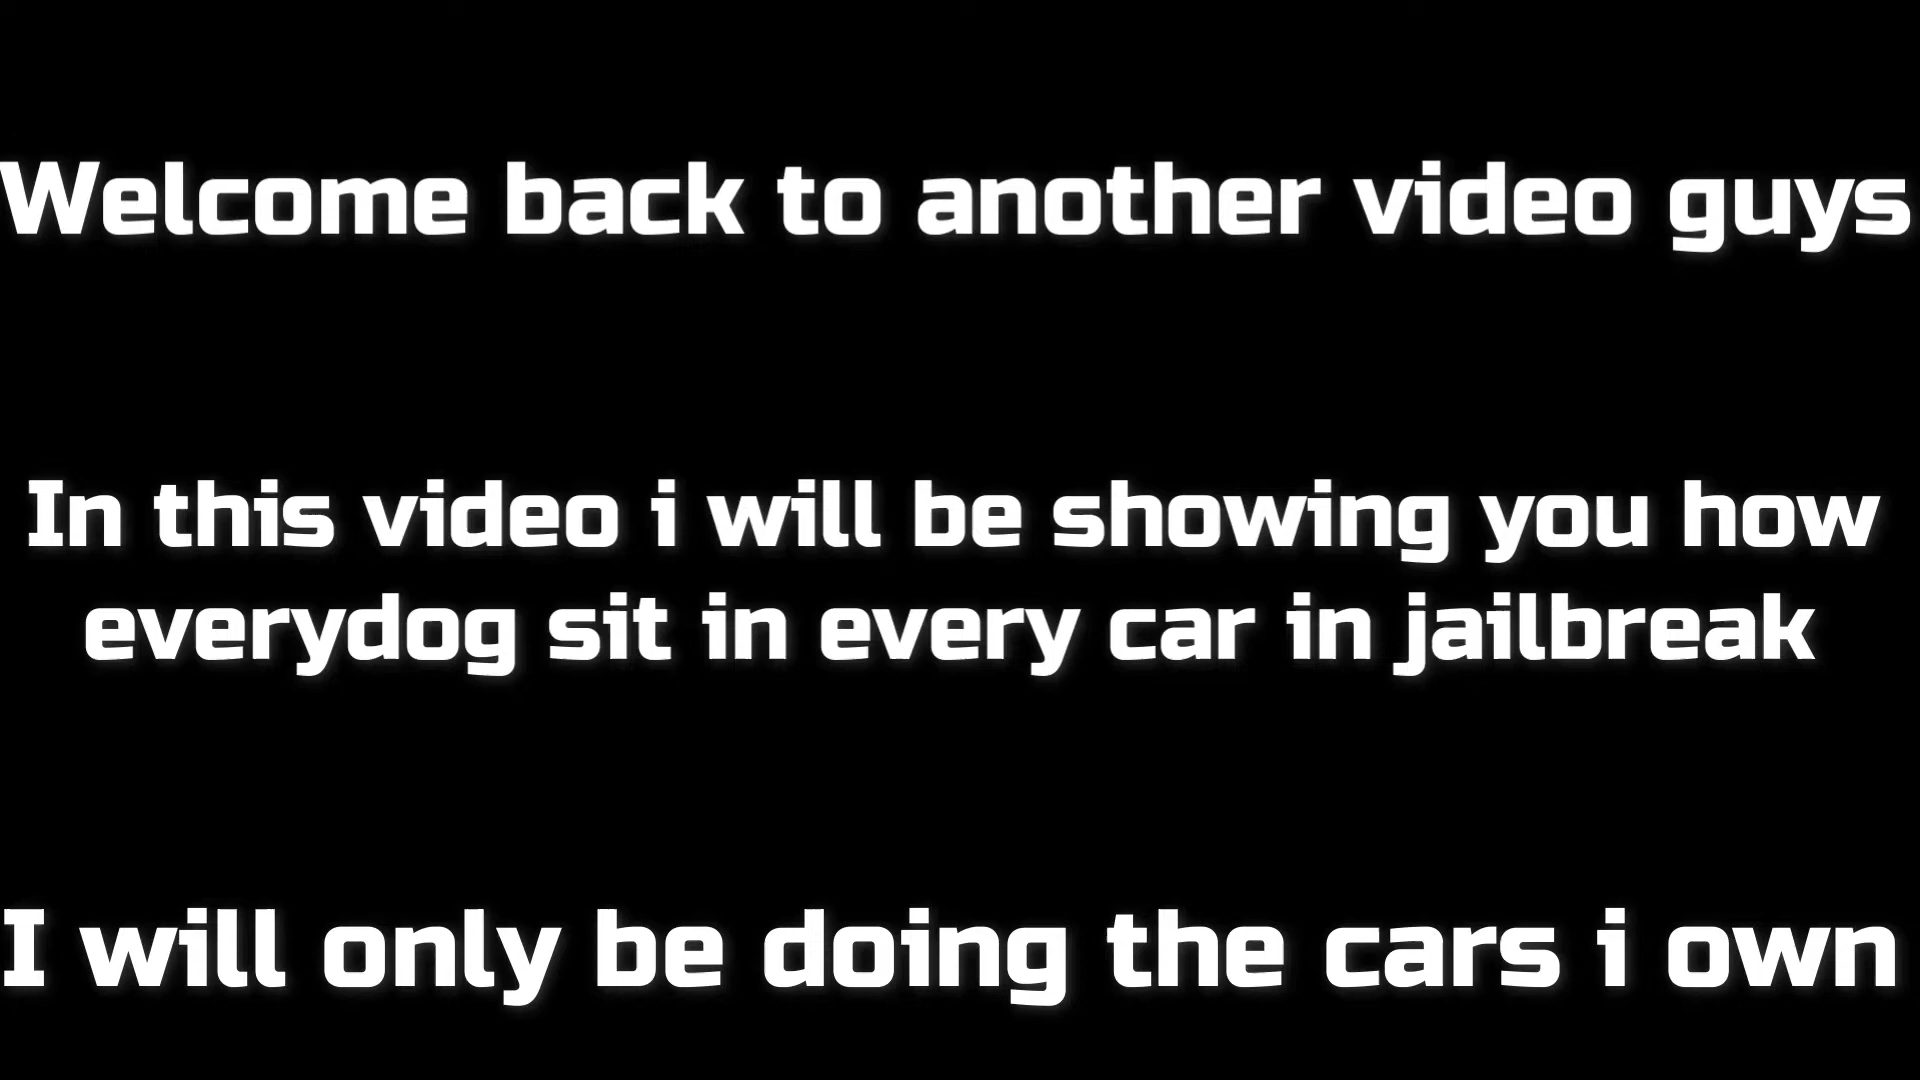 Welcome back to another video guys
In this video i will be showing you how
everydog sit in every car in jailbreak
I will only be doing the cars i own